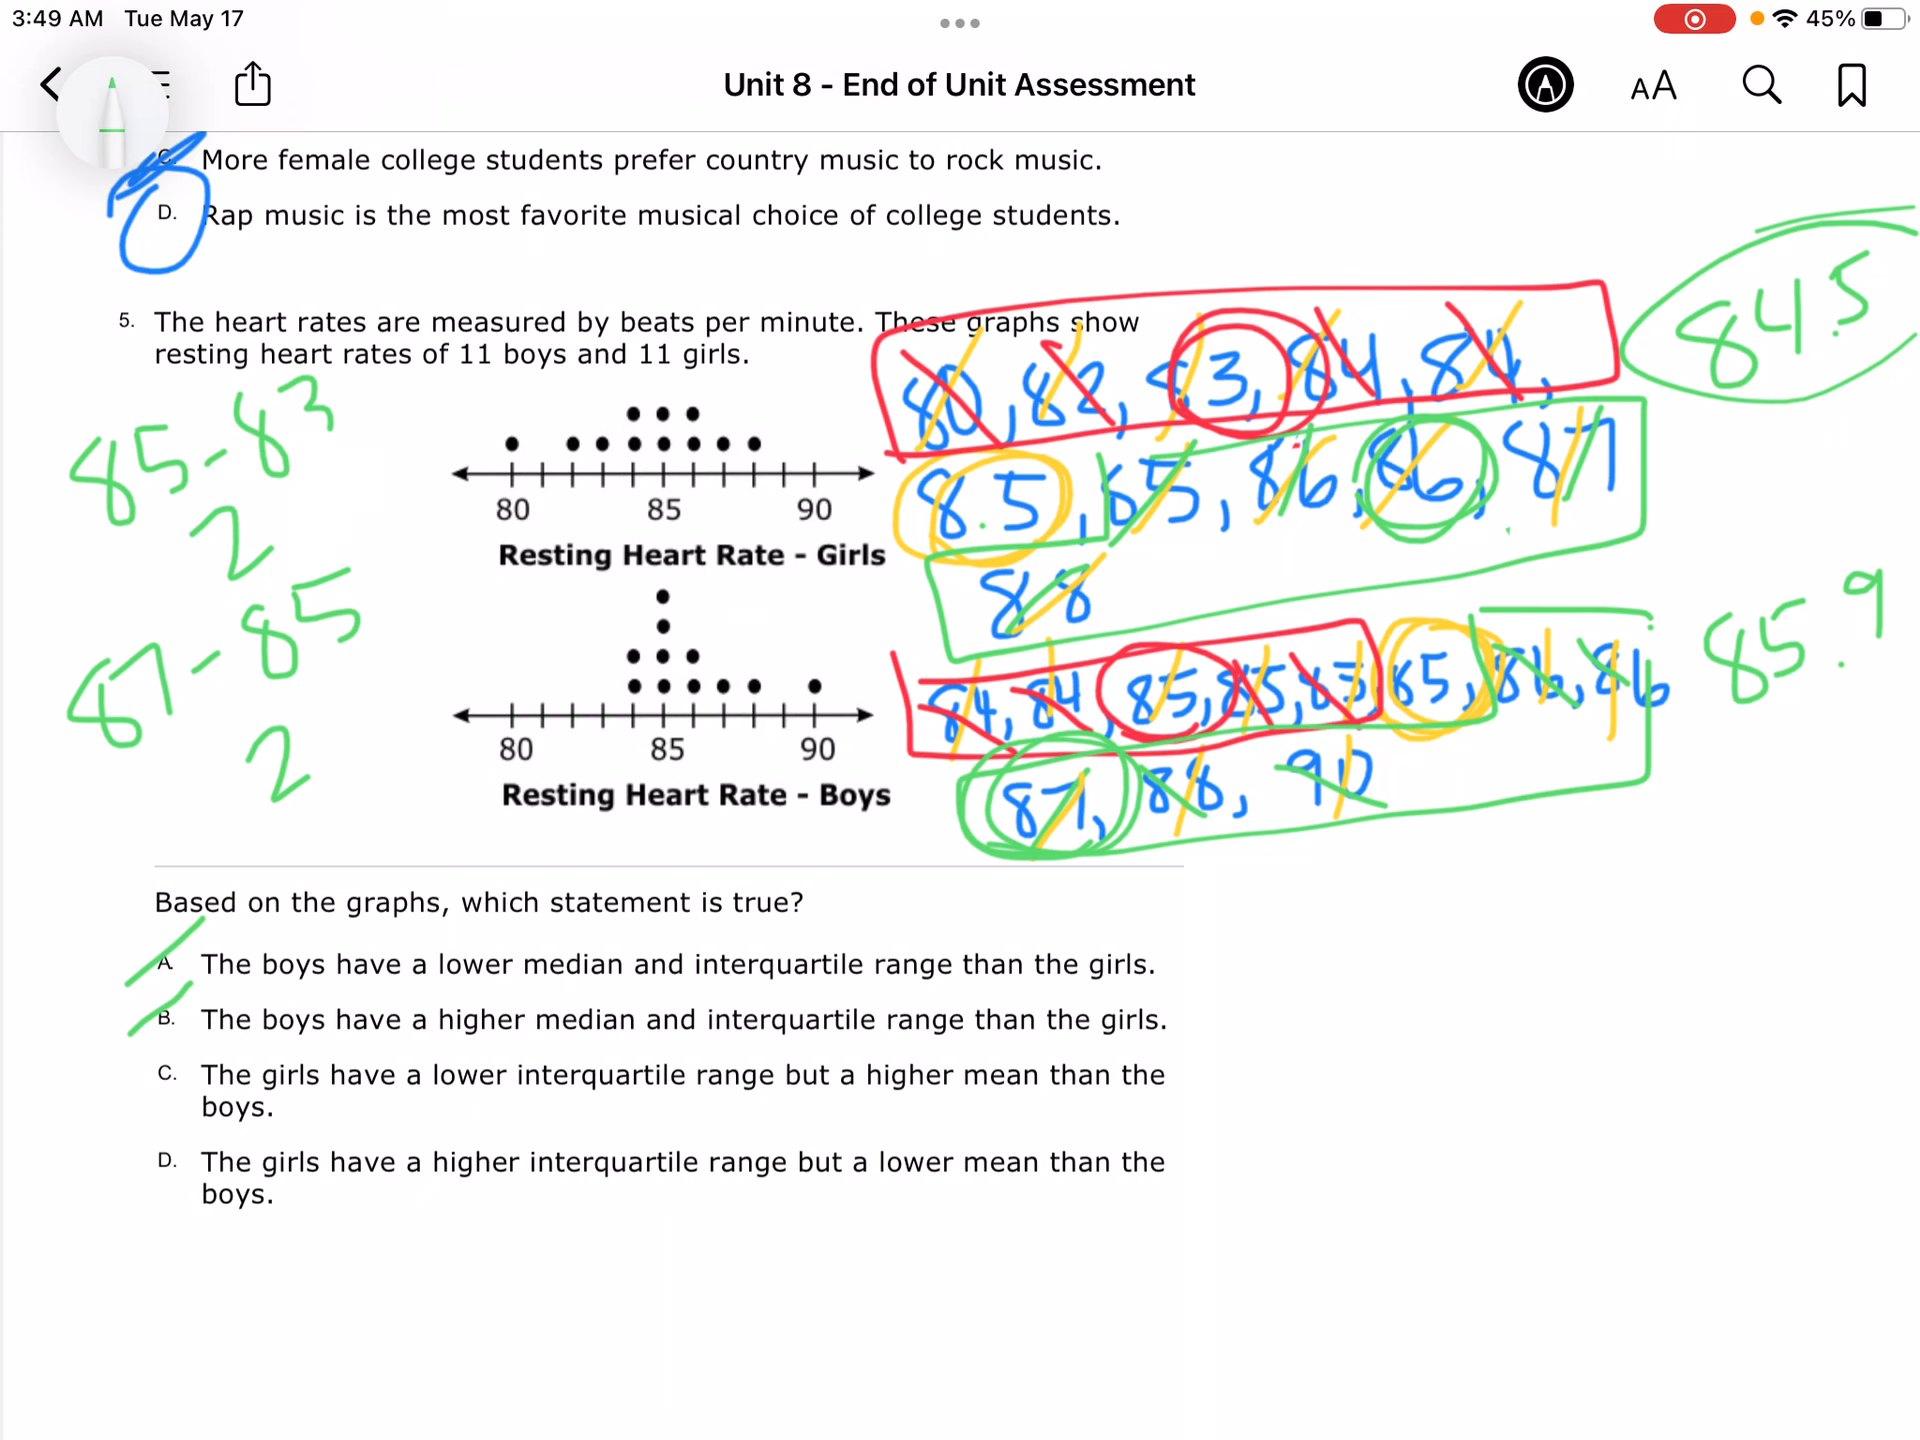 3:49 AM Tue May 17
45%
Unit 8 - End of Unit Assessment
AA
C. More female college students prefer country music to rock music.
D. Rap music is the most favorite musical choice of college students.
84.5
5. The heart rates are measured by beats per minute. These graphs show
resting heart rates of 11 boys and 11 girls.
80, 82, 83, 84, 84,
85-83
2
85, 85, 86, 86, 87
88
80 85 90
Resting Heart Rate - Girls
87-85
2
84, 84, 85, 85, 85, 85, 86, 86
85.9
87, 88, 90
80 85 90
Resting Heart Rate - Boys
Based on the graphs, which statement is true?
A. The boys have a lower median and interquartile range than the girls.
B. The boys have a higher median and interquartile range than the girls.
C. The girls have a lower interquartile range but a higher mean than the
boys.
D. The girls have a higher interquartile range but a lower mean than the
boys.